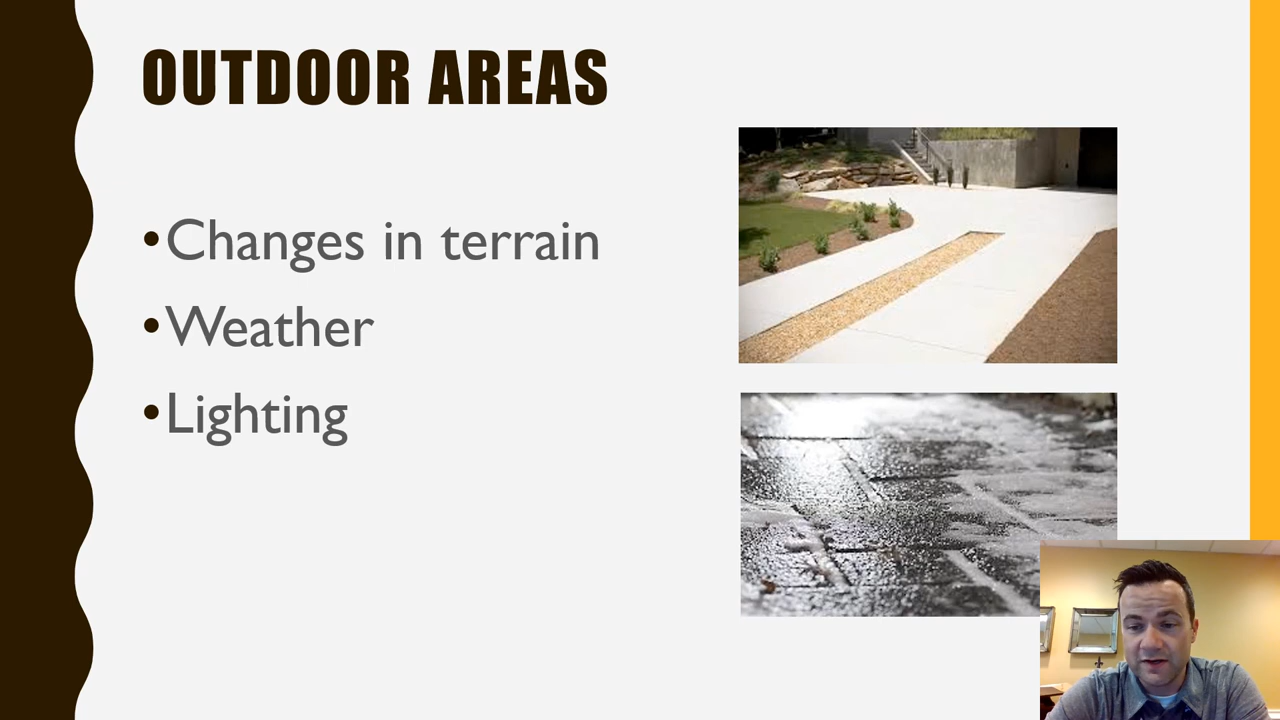 OUTDOOR AREAS
•Changes in terrain
•Weather
•Lighting